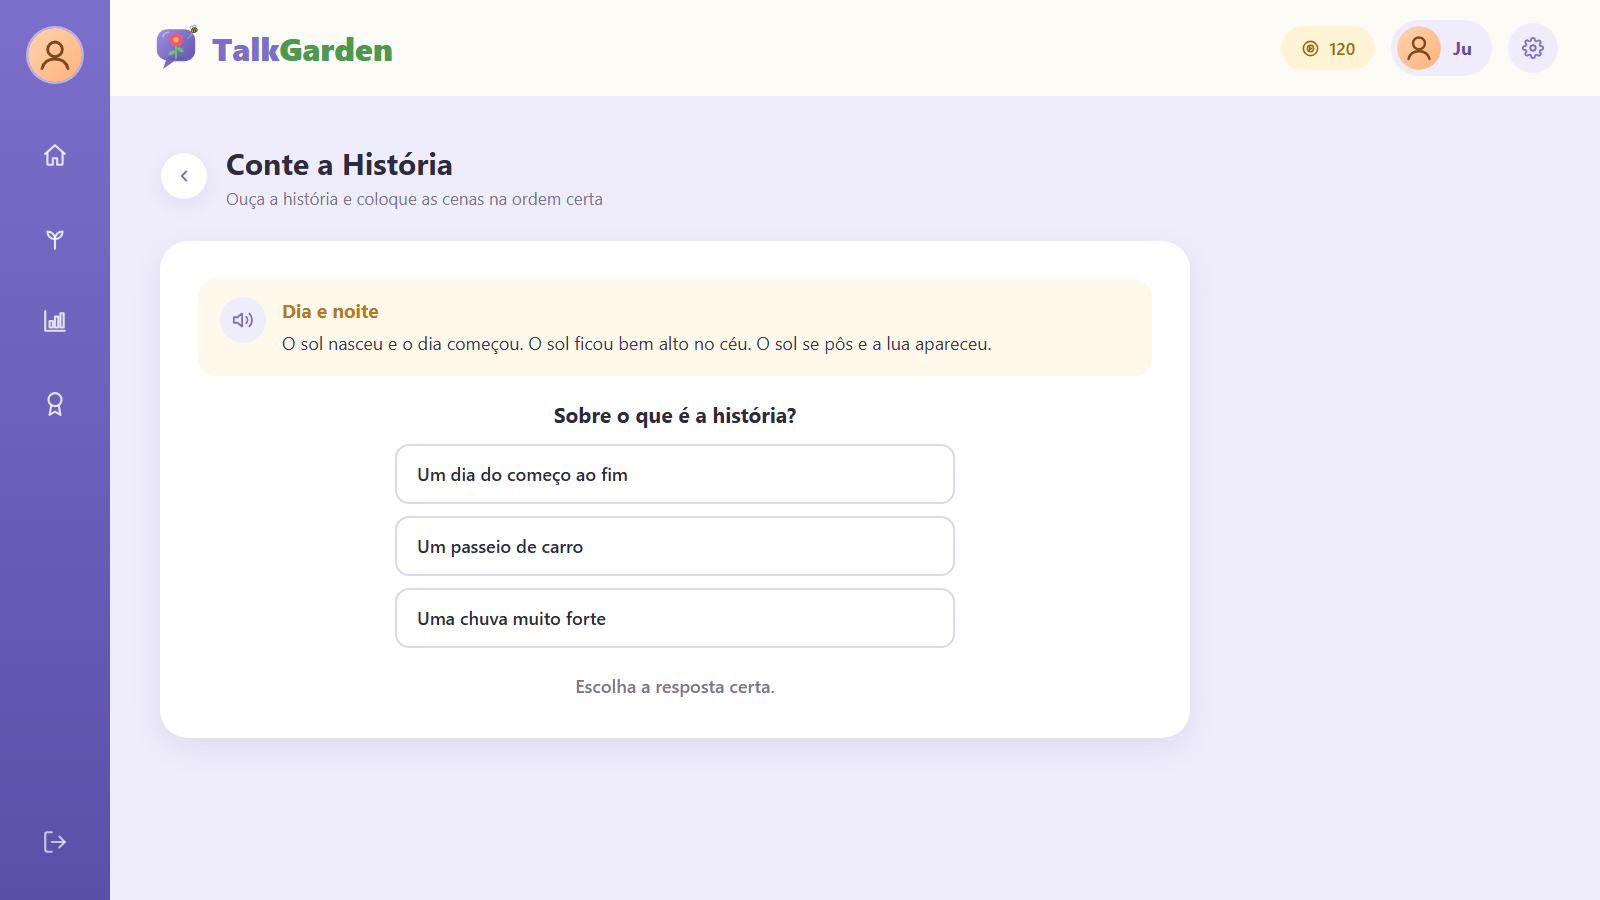 TalkGarden
120
Ju
Conte a História
Ouça a história e coloque as cenas na ordem certa
Dia e noite
O sol nasceu e o dia começou. O sol ficou bem alto no céu. O sol se pôs e a lua apareceu.
Sobre o que é a história?
Um dia do começo ao fim
Um passeio de carro
Uma chuva muito forte
Escolha a resposta certa.